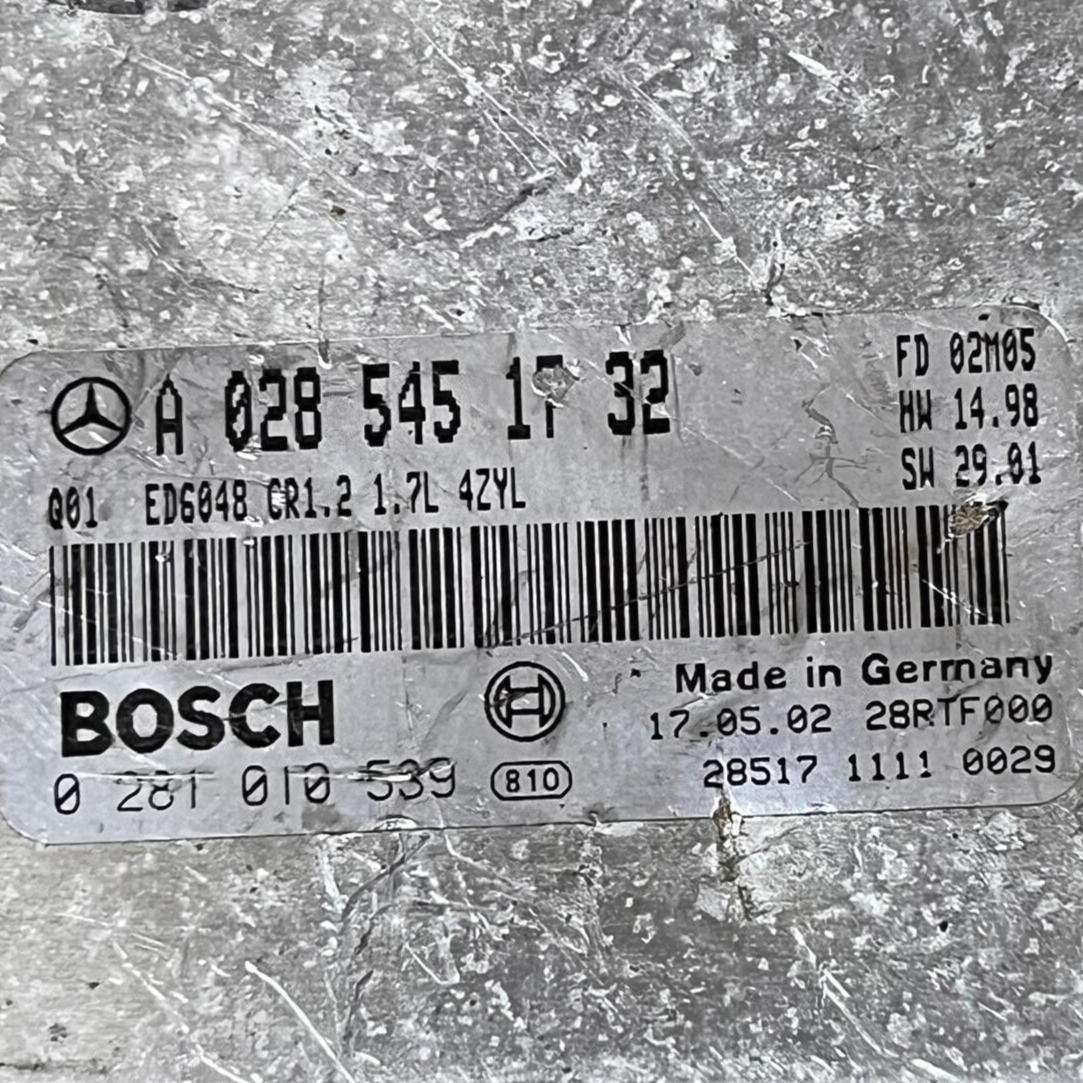 A 028 545 17 32
FD 02M05
HW 14.98
SW 29.01
Q01 ED6048 CR1.2 1.7L 4ZYL
BOSCH
Made in Germany
17.05.02 28RTF000
0 281 010 539
810
28517 1111 0029